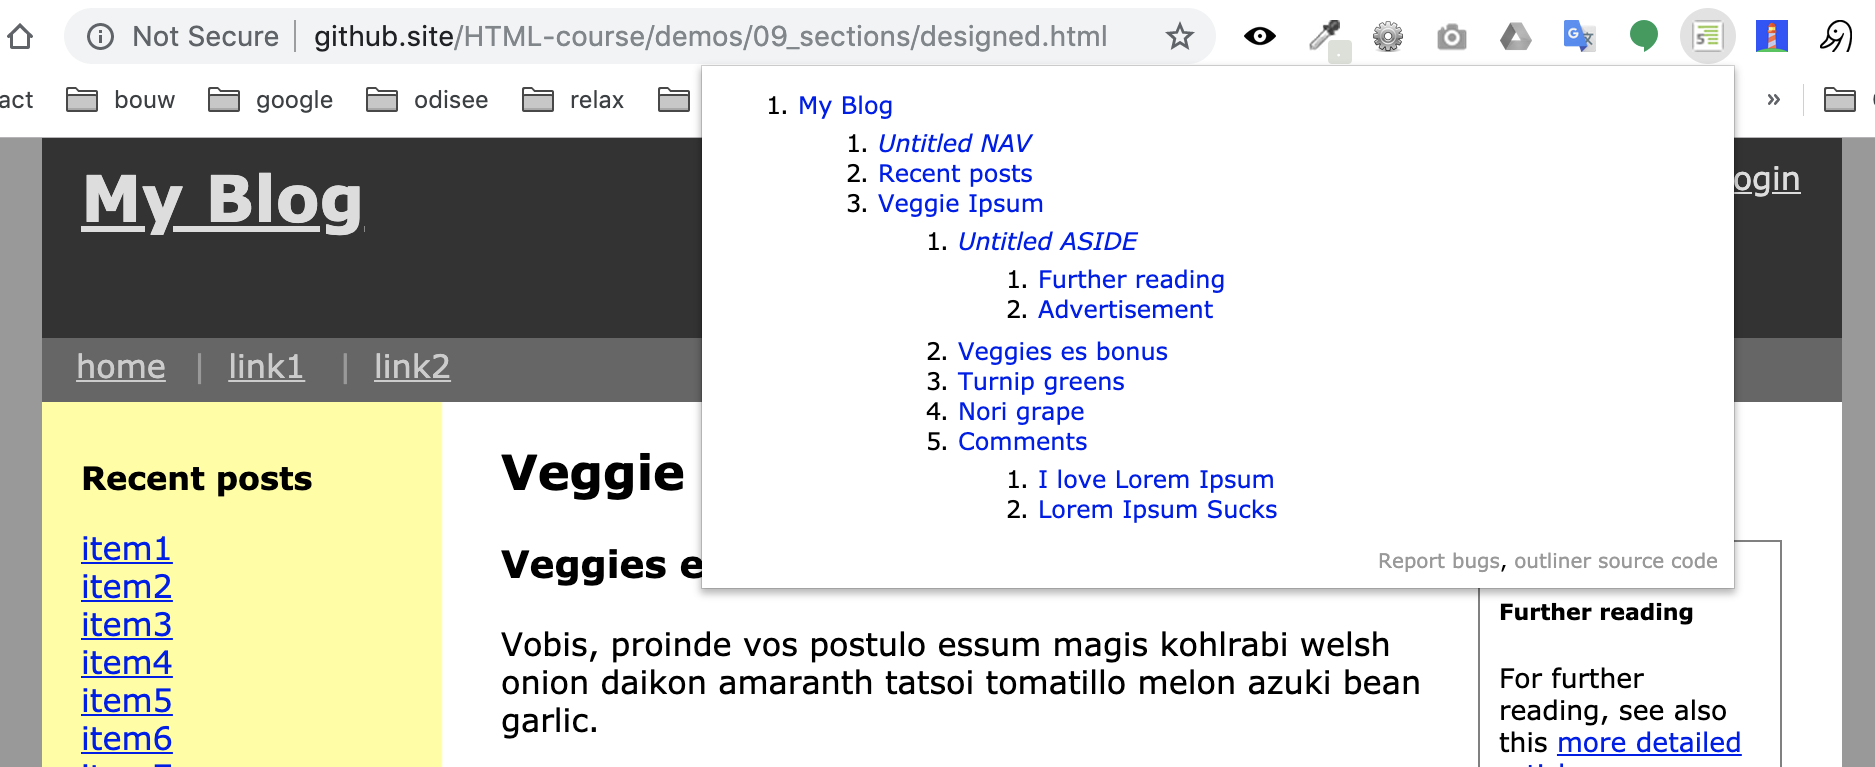 Not Secure github.site/HTML-course/demos/09_sections/designed.html
act bouw google odisee relax »
1. My Blog
1. Untitled NAV
2. Recent posts
3. Veggie Ipsum
1. Untitled ASIDE
1. Further reading
2. Advertisement
2. Veggies es bonus
3. Turnip greens
4. Nori grape
5. Comments
1. I love Lorem Ipsum
2. Lorem Ipsum Sucks
Report bugs, outliner source code
My Blog
ogin
home | link1 | link2
Recent posts
item1
item2
item3
item4
item5
item6
Veggie
Veggies e
Vobis, proinde vos postulo essum magis kohlrabi welsh
onion daikon amaranth tatsoi tomatillo melon azuki bean
garlic.
Further reading
For further
reading, see also
this more detailed